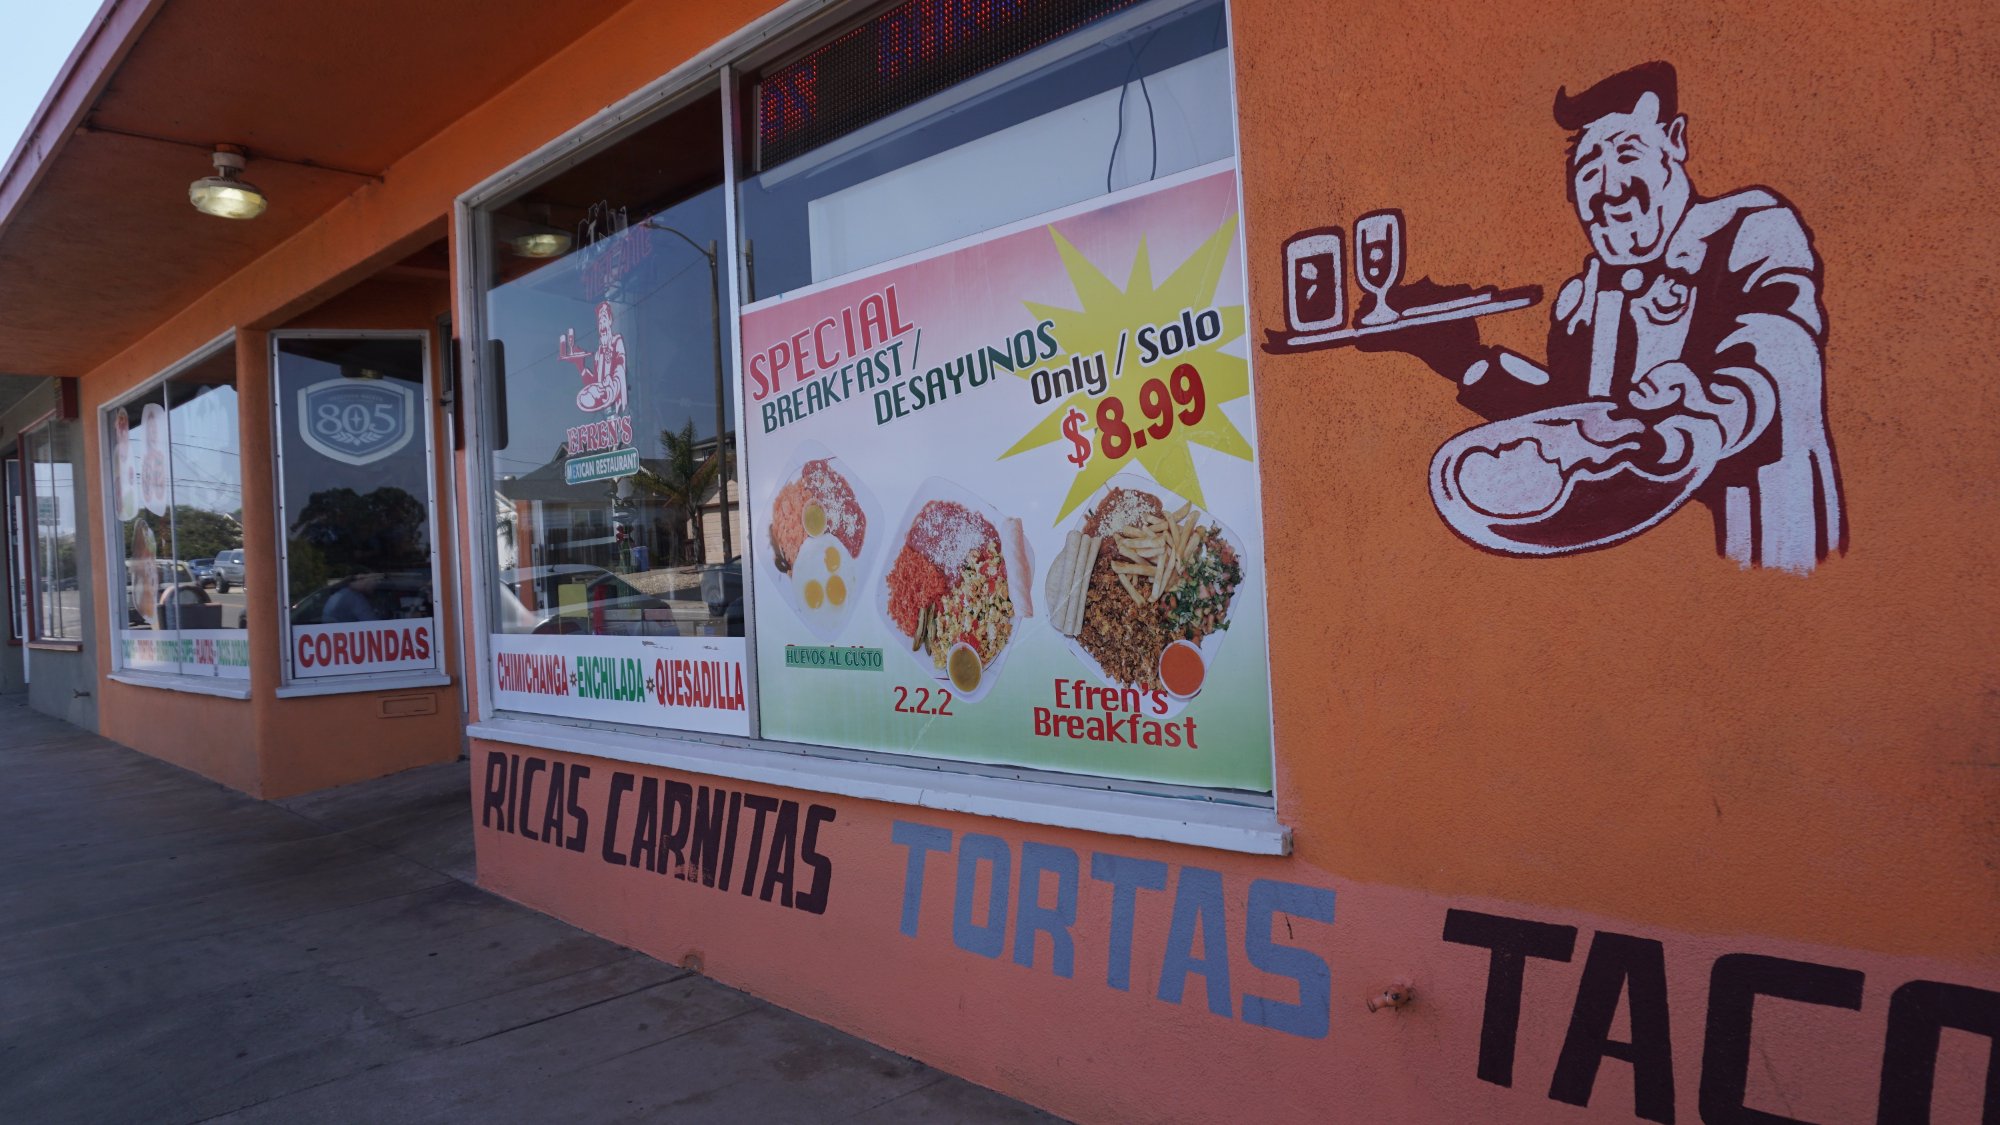 805
CORUNDAS
EFREN'S
MEXICAN RESTAURANT
CHIMICHANGA * ENCHILADA * QUESADILLA
SPECIAL
BREAKFAST/
DESAYUNOS
Only / Solo
$8.99
HUEVOS AL GUSTO
2.2.2
Efren's
Breakfast
RICAS CARNITAS TORTAS TACO